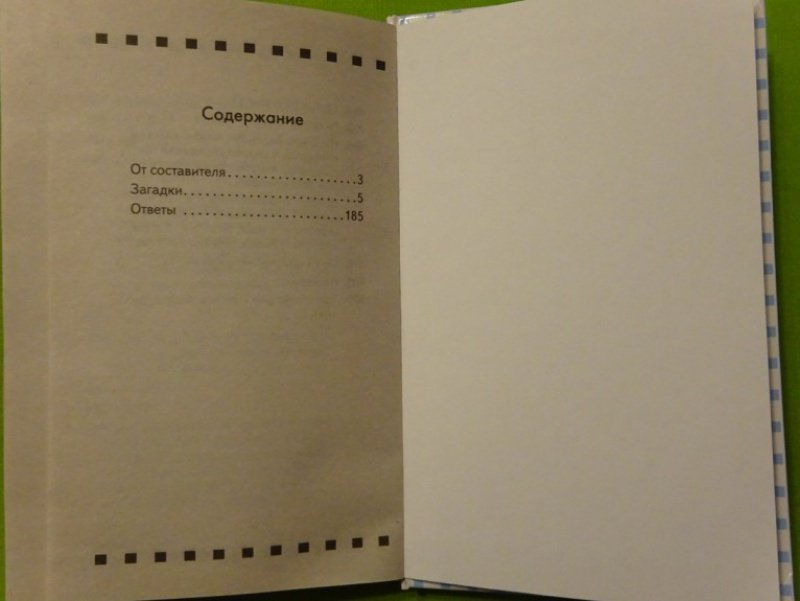 Содержание
От составителя....................3
Загадки..........................5
Ответы ........................185